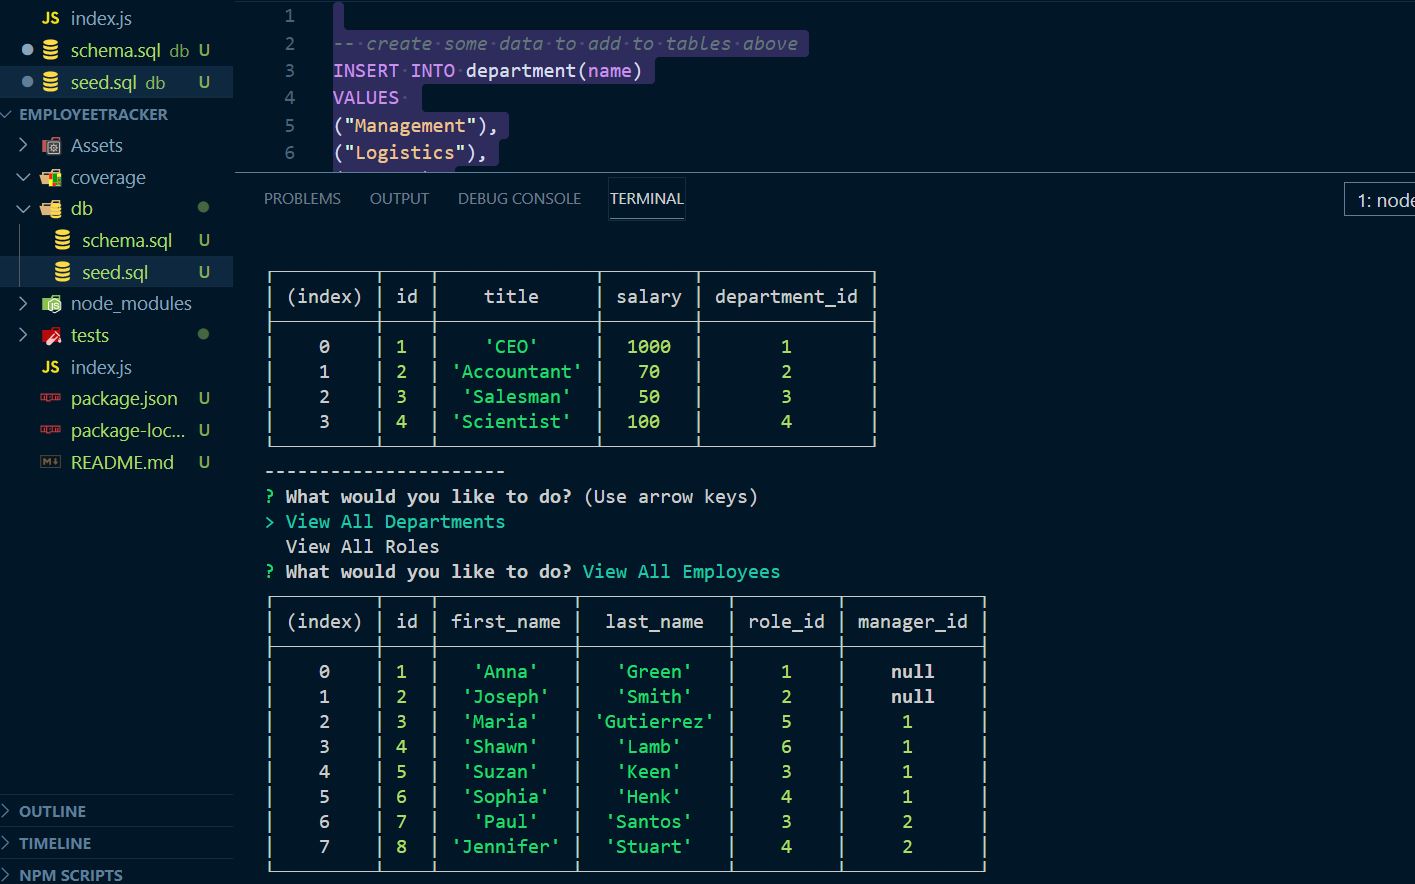 JS index.js
schema.sql db U
seed.sql db U
EMPLOYEETRACKER
Assets
coverage
db
schema.sql U
seed.sql U
node_modules
tests
JS index.js
package.json U
package-loc... U
README.md U
OUTLINE
TIMELINE
NPM SCRIPTS
1
2 -- create some data to add to tables above
3 INSERT INTO department(name)
4 VALUES
5 ("Management"),
6 ("Logistics"),
PROBLEMS OUTPUT DEBUG CONSOLE TERMINAL 1: node
(index) id title salary department_id
0 1 'CEO' 1000 1
1 2 'Accountant' 70 2
2 3 'Salesman' 50 3
3 4 'Scientist' 100 4
----------------------
? What would you like to do? (Use arrow keys)
> View All Departments
View All Roles
? What would you like to do? View All Employees
(index) id first_name last_name role_id manager_id
0 1 'Anna' 'Green' 1 null
1 2 'Joseph' 'Smith' 2 null
2 3 'Maria' 'Gutierrez' 5 1
3 4 'Shawn' 'Lamb' 6 1
4 5 'Suzan' 'Keen' 3 1
5 6 'Sophia' 'Henk' 4 1
6 7 'Paul' 'Santos' 3 2
7 8 'Jennifer' 'Stuart' 4 2